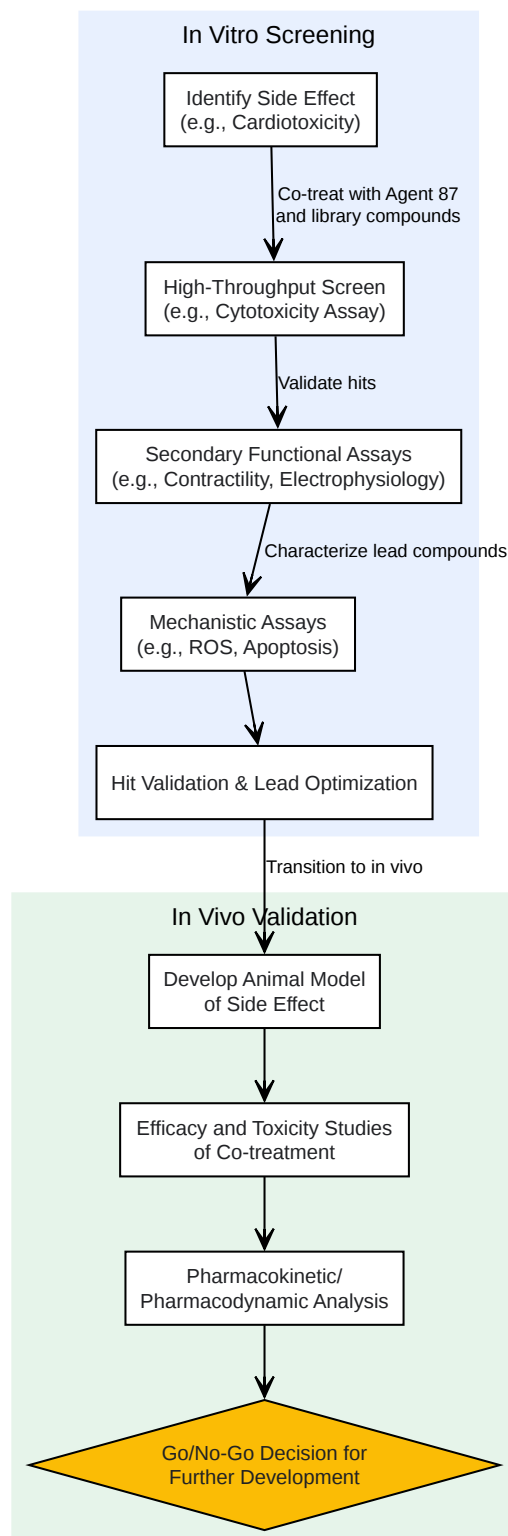 In Vitro Screening
Identify Side Effect
(e.g., Cardiotoxicity)
Co-treat with Agent 87
and library compounds
High-Throughput Screen
(e.g., Cytotoxicity Assay)
Validate hits
Secondary Functional Assays
(e.g., Contractility, Electrophysiology)
Characterize lead compounds
Mechanistic Assays
(e.g., ROS, Apoptosis)
Hit Validation & Lead Optimization
Transition to in vivo
In Vivo Validation
Develop Animal Model
of Side Effect
Efficacy and Toxicity Studies
of Co-treatment
Pharmacokinetic/
Pharmacodynamic Analysis
Go/No-Go Decision for
Further Development